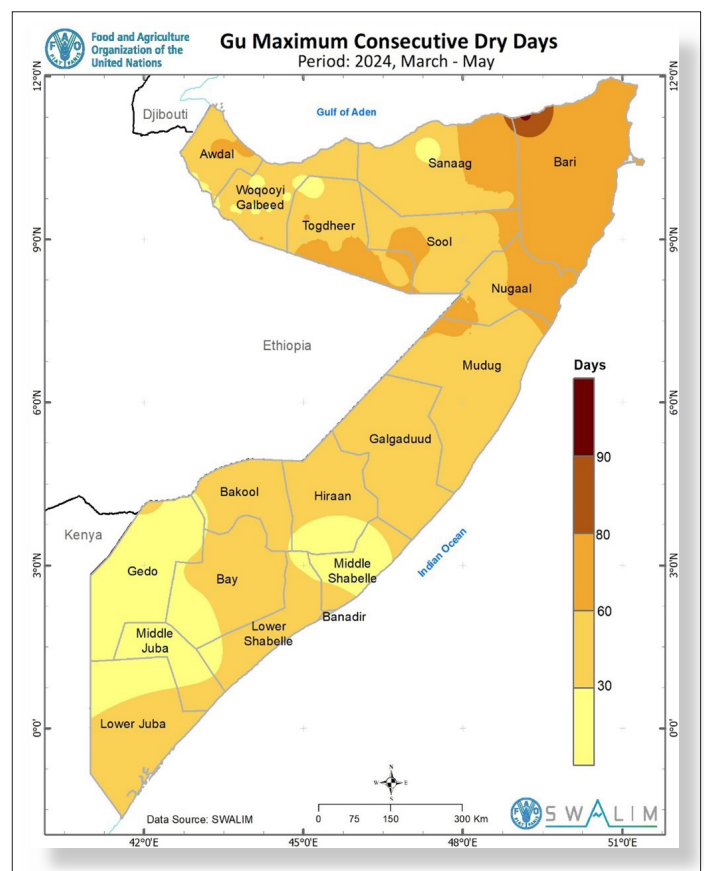 Food and Agriculture
Organization of the
United Nations
Gu Maximum Consecutive Dry Days
Period: 2024, March - May
42°0'N
12°0'N
Djibouti
Gulf of Aden
Awdal
Sanaag
Bari
Woqooyi
Galbeed
Togdheer
Sool
9°0'N
9°0'N
Nugaal
Ethiopia
Mudug
Days
6°0'N
6°0'N
Galgaduud
90
Bakool
Hiraan
Kenya
80
Indian Ocean
3°0'N
3°0'N
Gedo
Middle
Shabelle
Bay
60
Banadir
Lower
Shabelle
Middle
Juba
30
0°0'
0°0'
Lower Juba
N
W
E
S
Data Source: SWALIM
0 75 150 300 Km
SWALIM
42°0'E
45°0'E
48°0'E
51°0'E